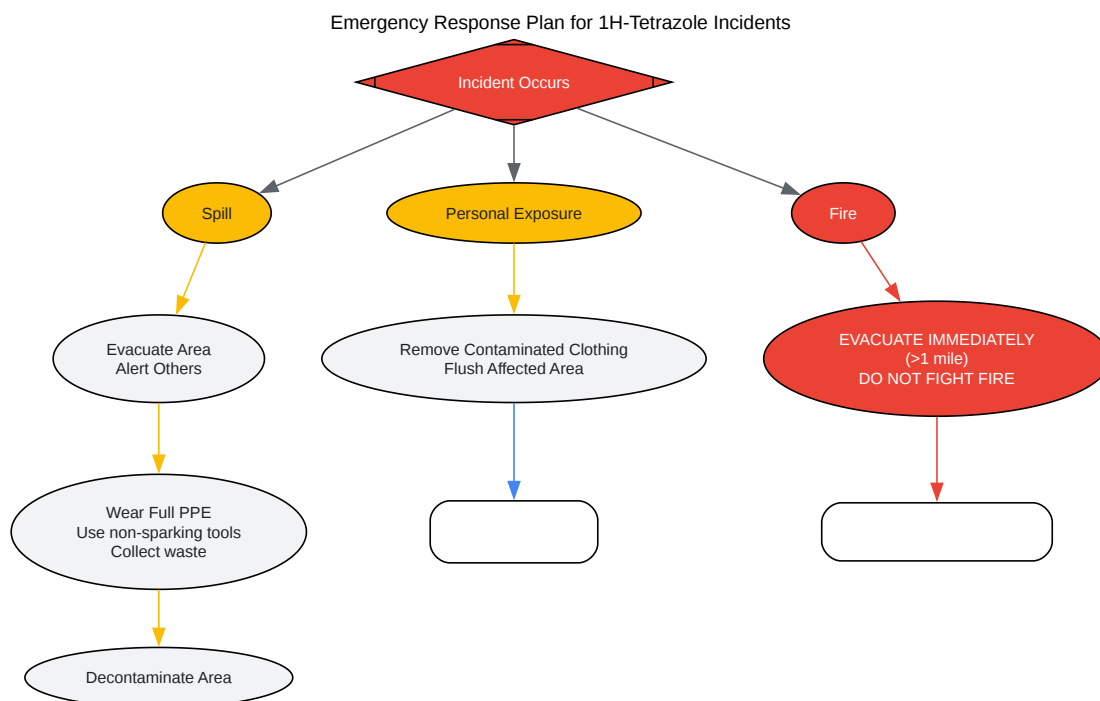 Emergency Response Plan for 1H-Tetrazole Incidents
Incident Occurs
Spill
Personal Exposure
Fire
Evacuate Area
Alert Others
Remove Contaminated Clothing
Flush Affected Area
EVACUATE IMMEDIATELY
(>1 mile)
DO NOT FIGHT FIRE
Wear Full PPE
Use non-sparking tools
Collect waste
Decontaminate Area